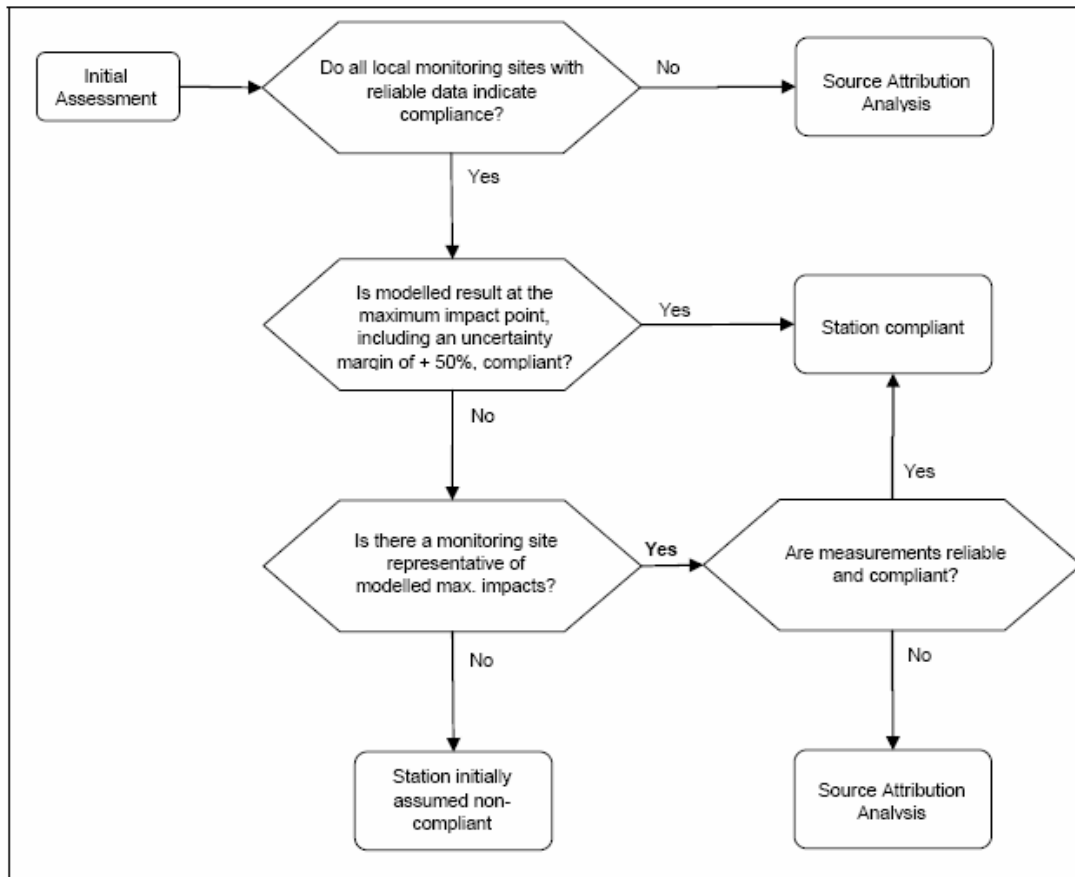 Initial
Assessment
Do all local monitoring sites with
reliable data indicate
compliance?
No
Source Attribution
Analysis
Yes
Is modelled result at the
maximum impact point,
including an uncertainty
margin of + 50%, compliant?
Yes
Station compliant
No
Yes
Is there a monitoring site
representative of
modelled max. impacts?
Yes
Are measurements reliable
and compliant?
No
No
Station initially
assumed non-
compliant
Source Attribution
Analysis